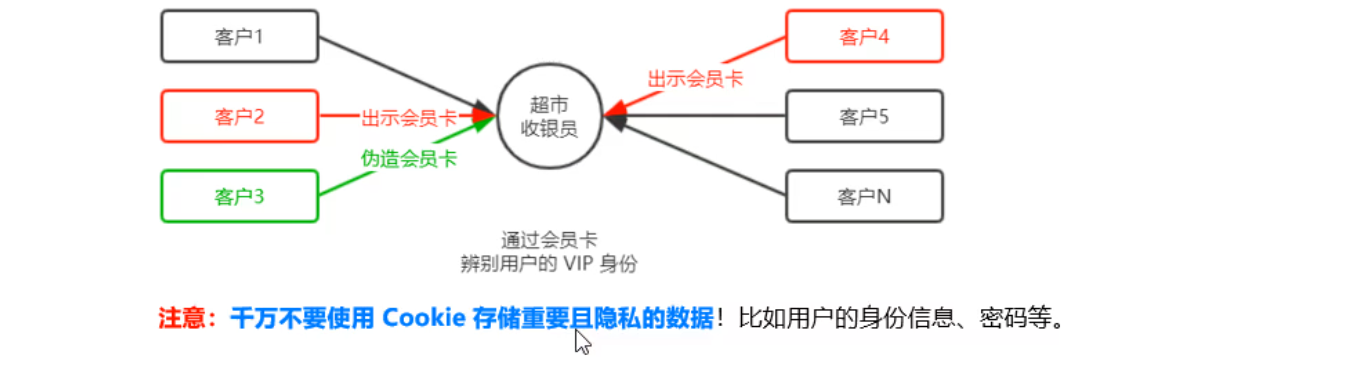 客户1
客户4
出示会员卡
超市
收银员
客户2
出示会员卡
客户5
伪造会员卡
客户3
客户N
通过会员卡
辨别用户的 VIP 身份
注意：千万不要使用 Cookie 存储重要且隐私的数据！比如用户的身份信息、密码等。